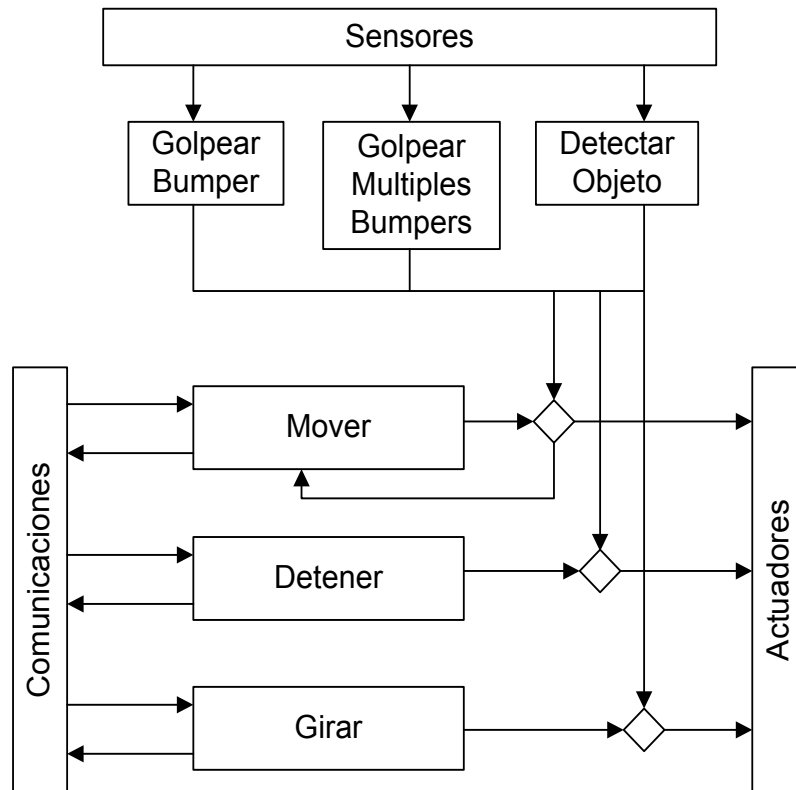 Sensores
Golpear
Bumper
Golpear
Multiples
Bumpers
Detectar
Objeto
Comunicaciones
Mover
Detener
Girar
Actuadores